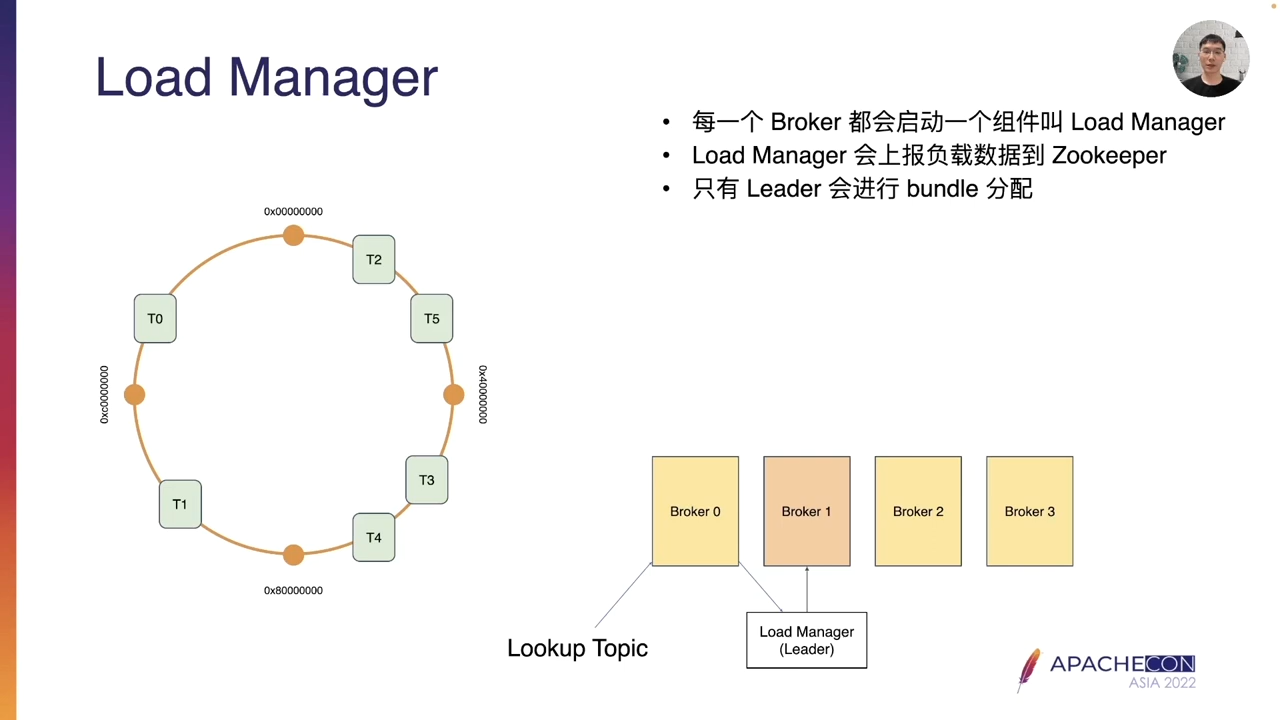 Load Manager
• 每一个 Broker 都会启动一个组件叫 Load Manager
• Load Manager 会上报负载数据到 Zookeeper
• 只有 Leader 会进行 bundle 分配
0x00000000
T2
T0
T5
0xc0000000
0x40000000
T3
T1
T4
0x80000000
Broker 0
Broker 1
Broker 2
Broker 3
Lookup Topic
Load Manager
(Leader)
APACHECON
ASIA 2022